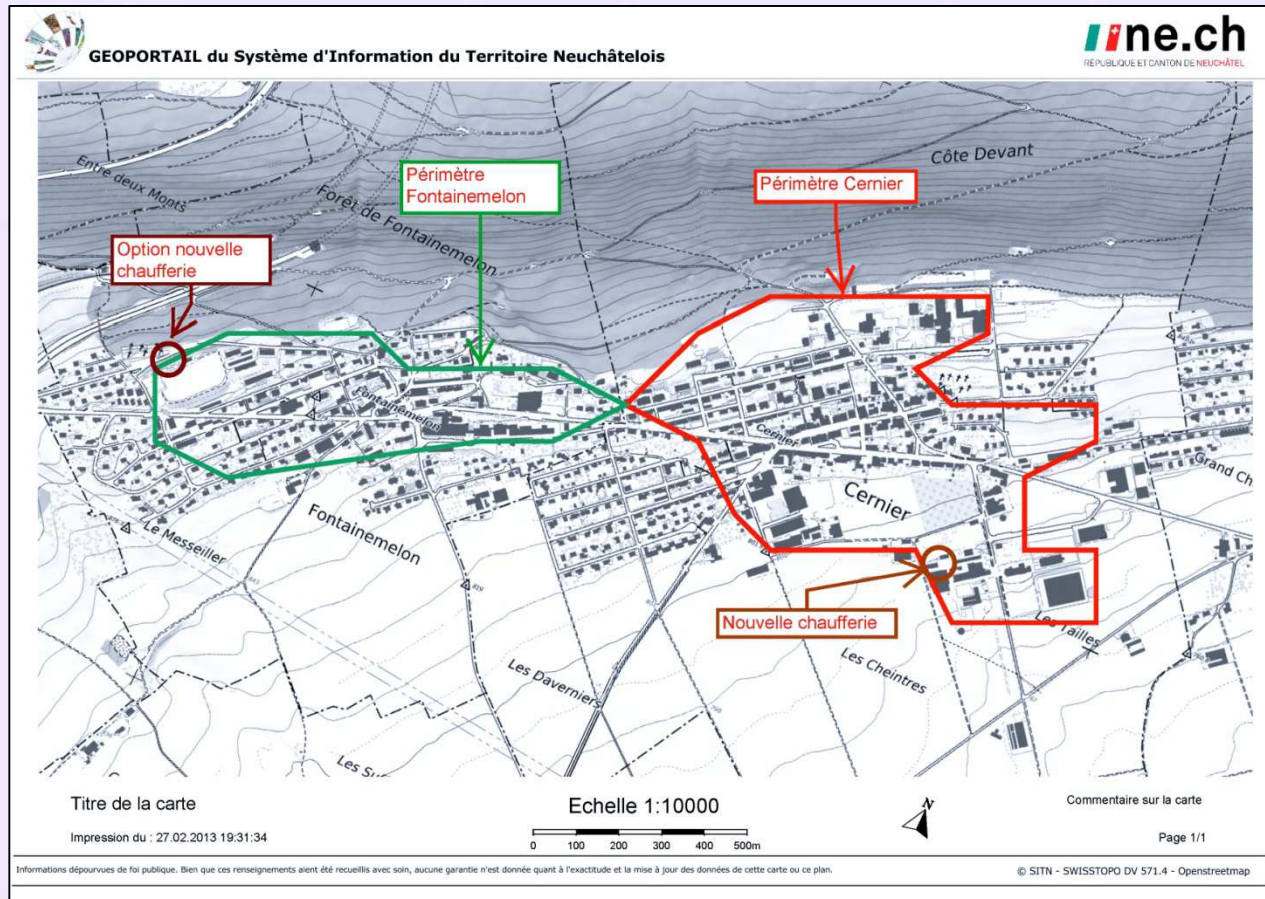 GEOPORTAIL du Système d'Information du Territoire Neuchâtelois
ne.ch
RÉPUBLIQUE ET CANTON DE NEUCHÂTEL
Côte Devant
Entre deux Monts
Périmètre
Fontainemelon
Périmètre Cernier
Forêt de Fontainemelon
Option nouvelle
chaufferie
Fontainemelon
Cernier
Grand Ch
Cernier
Fontainemelon
Le Messeiller
Nouvelle chaufferie
Les Tailles
Les Cheintres
Les Daverniers
Les Su
Titre de la carte
Echelle 1:10000
N
Commentaire sur la carte
Impression du : 27.02.2013 19:31:34
0 100 200 300 400 500m
Page 1/1
Informations dépourvues de foi publique. Bien que ces renseignements aient été recueillis avec soin, aucune garantie n'est donnée quant à l'exactitude et la mise à jour des données de cette carte ou ce plan.
© SITN - SWISSTOPO DV 571.4 - Openstreetmap